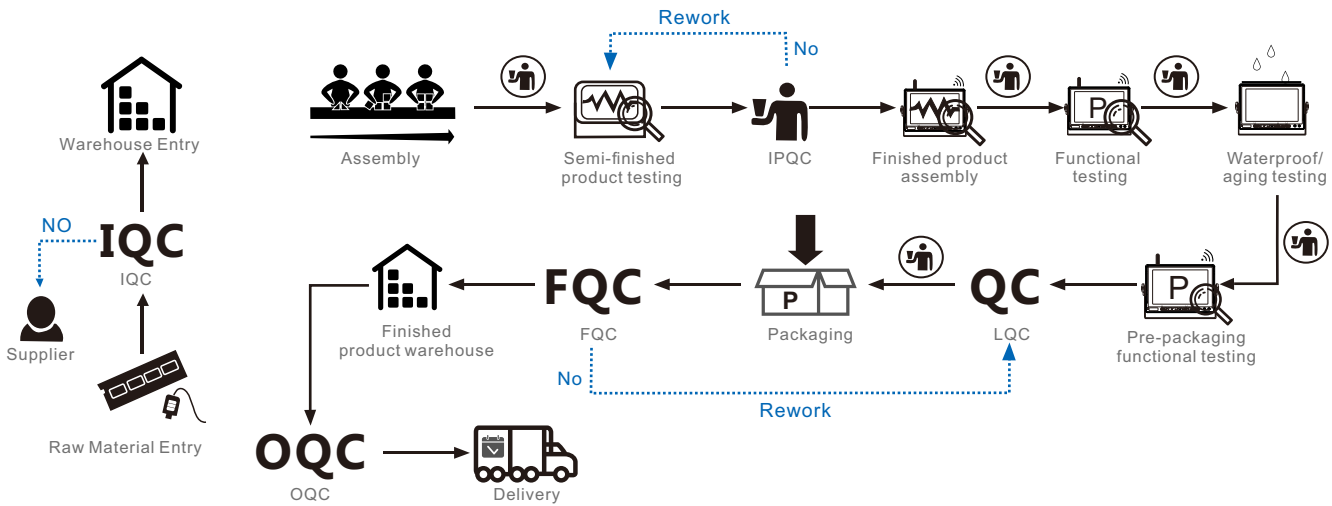 Rework
No
Warehouse Entry
Assembly
Semi-finished
product testing
IPQC
Finished product
assembly
P
Functional
testing
Waterproof/
aging testing
NO
IQC
IQC
Supplier
Raw Material Entry
Finished
product warehouse
FQC
FQC
P
Packaging
QC
LQC
P
Pre-packaging
functional testing
No
Rework
OQC
OQC
Delivery